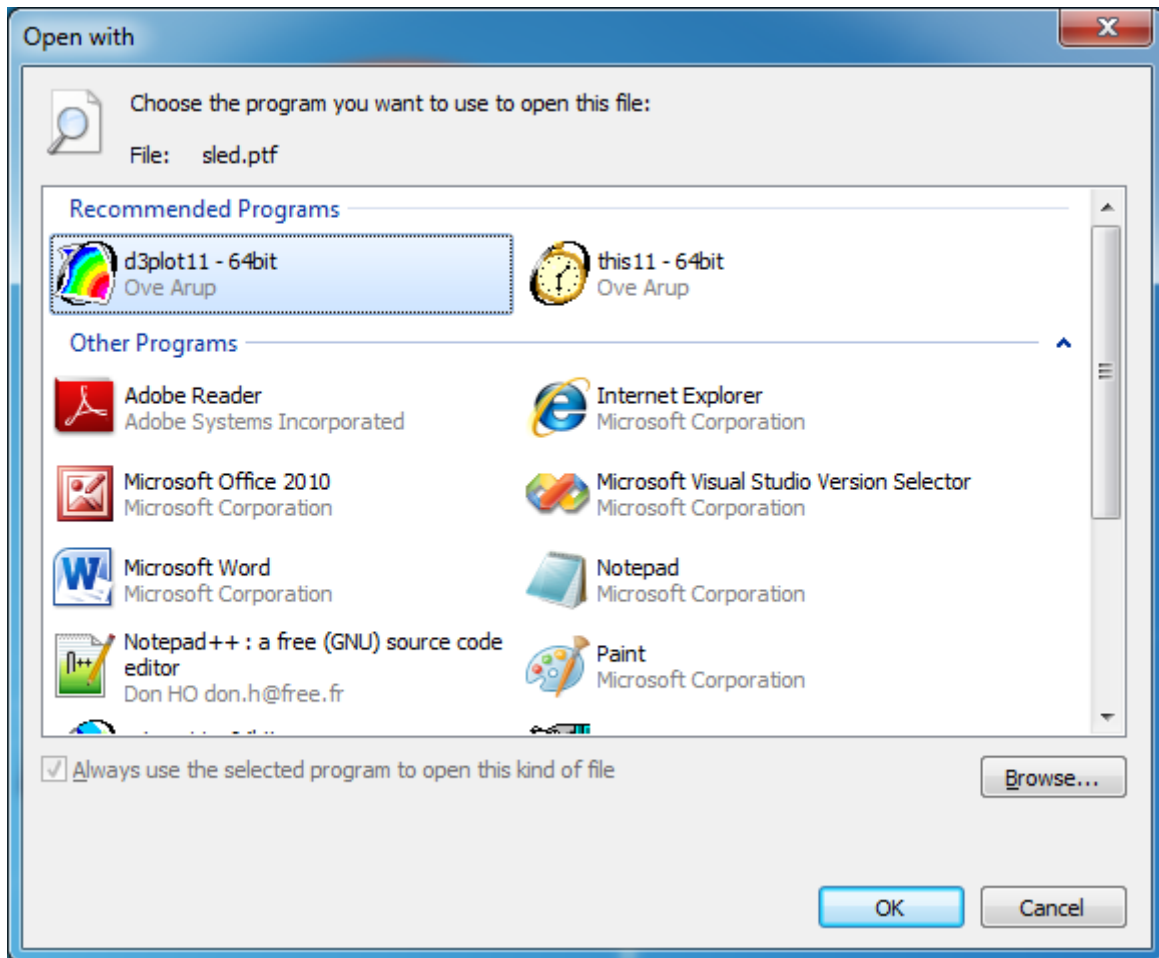 Open with
Choose the program you want to use to open this file:
File: sled.ptf
Recommended Programs
d3plot11 - 64bit
Ove Arup
this11 - 64bit
Ove Arup
Other Programs
Adobe Reader
Adobe Systems Incorporated
Internet Explorer
Microsoft Corporation
Microsoft Office 2010
Microsoft Corporation
Microsoft Visual Studio Version Selector
Microsoft Corporation
Microsoft Word
Microsoft Corporation
Notepad
Microsoft Corporation
Notepad++ : a free (GNU) source code
editor
Don HO don.h@free.fr
Paint
Microsoft Corporation
Always use the selected program to open this kind of file
Browse...
OK
Cancel